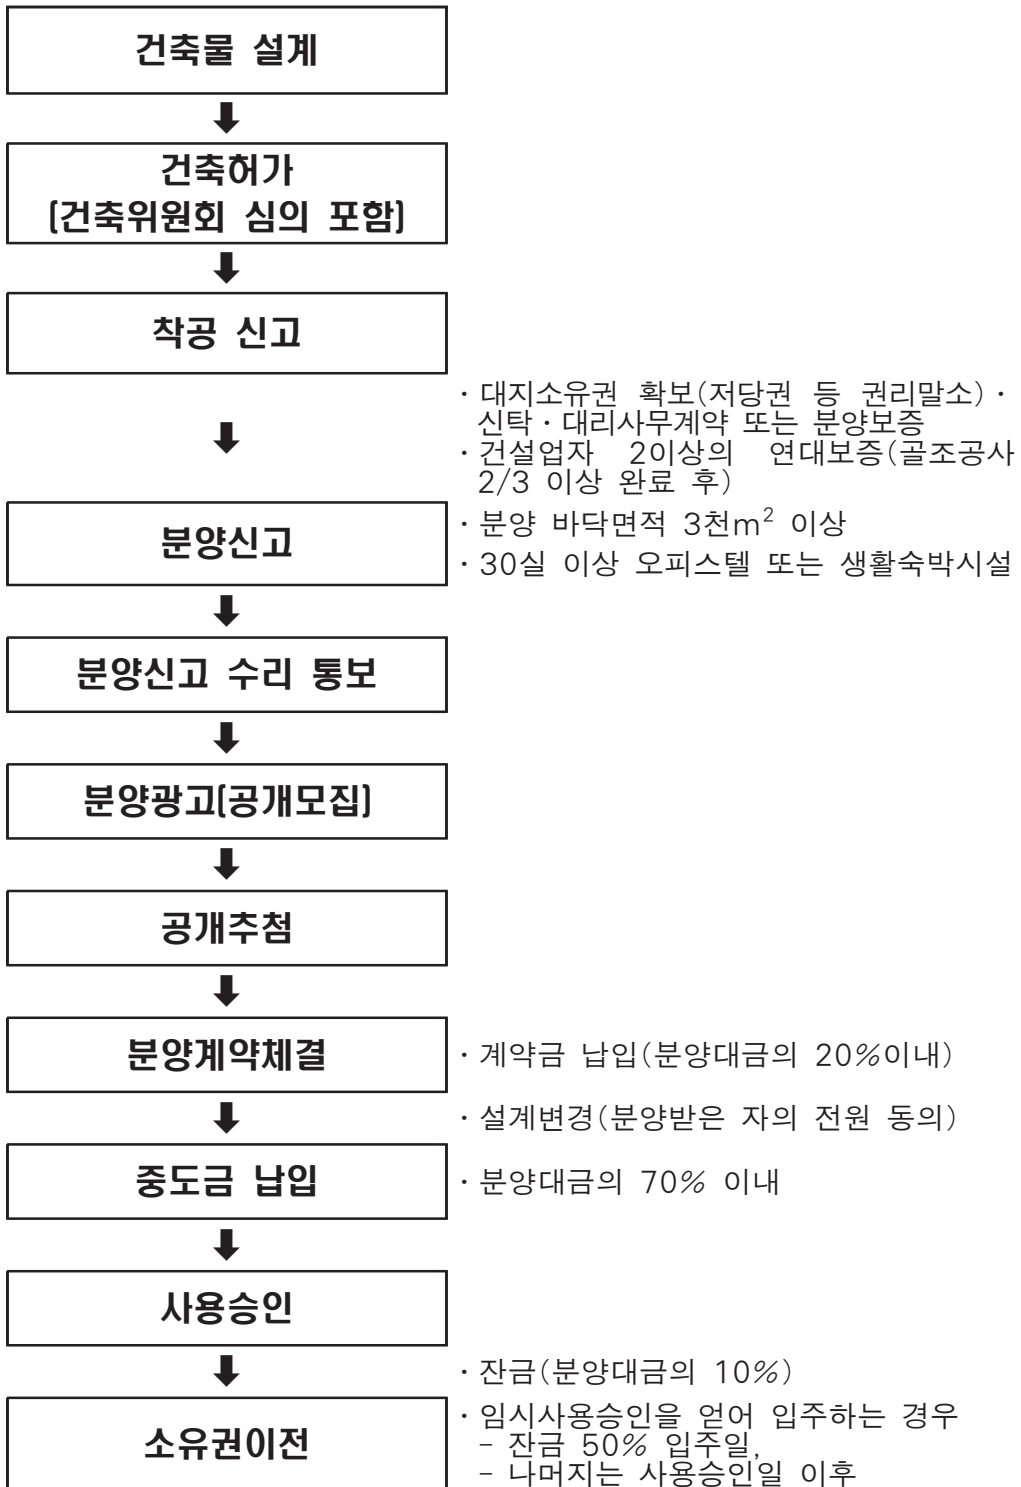 건축물 설계
건축허가
(건축위원회 심의 포함)
착공 신고
· 대지소유권 확보(저당권 등 권리말소)·
신탁·대리사무계약 또는 분양보증
· 건설업자 2이상의 연대보증(골조공사
2/3 이상 완료 후)
분양신고
· 분양 바닥면적 3천m² 이상
· 30실 이상 오피스텔 또는 생활숙박시설
분양신고 수리 통보
분양광고(공개모집)
공개추첨
분양계약체결
· 계약금 납입(분양대금의 20%이내)
· 설계변경(분양받은 자의 전원 동의)
중도금 납입
· 분양대금의 70% 이내
사용승인
· 잔금(분양대금의 10%)
소유권이전
· 임시사용승인을 얻어 입주하는 경우
- 잔금 50% 입주일,
- 나머지는 사용승인일 이후